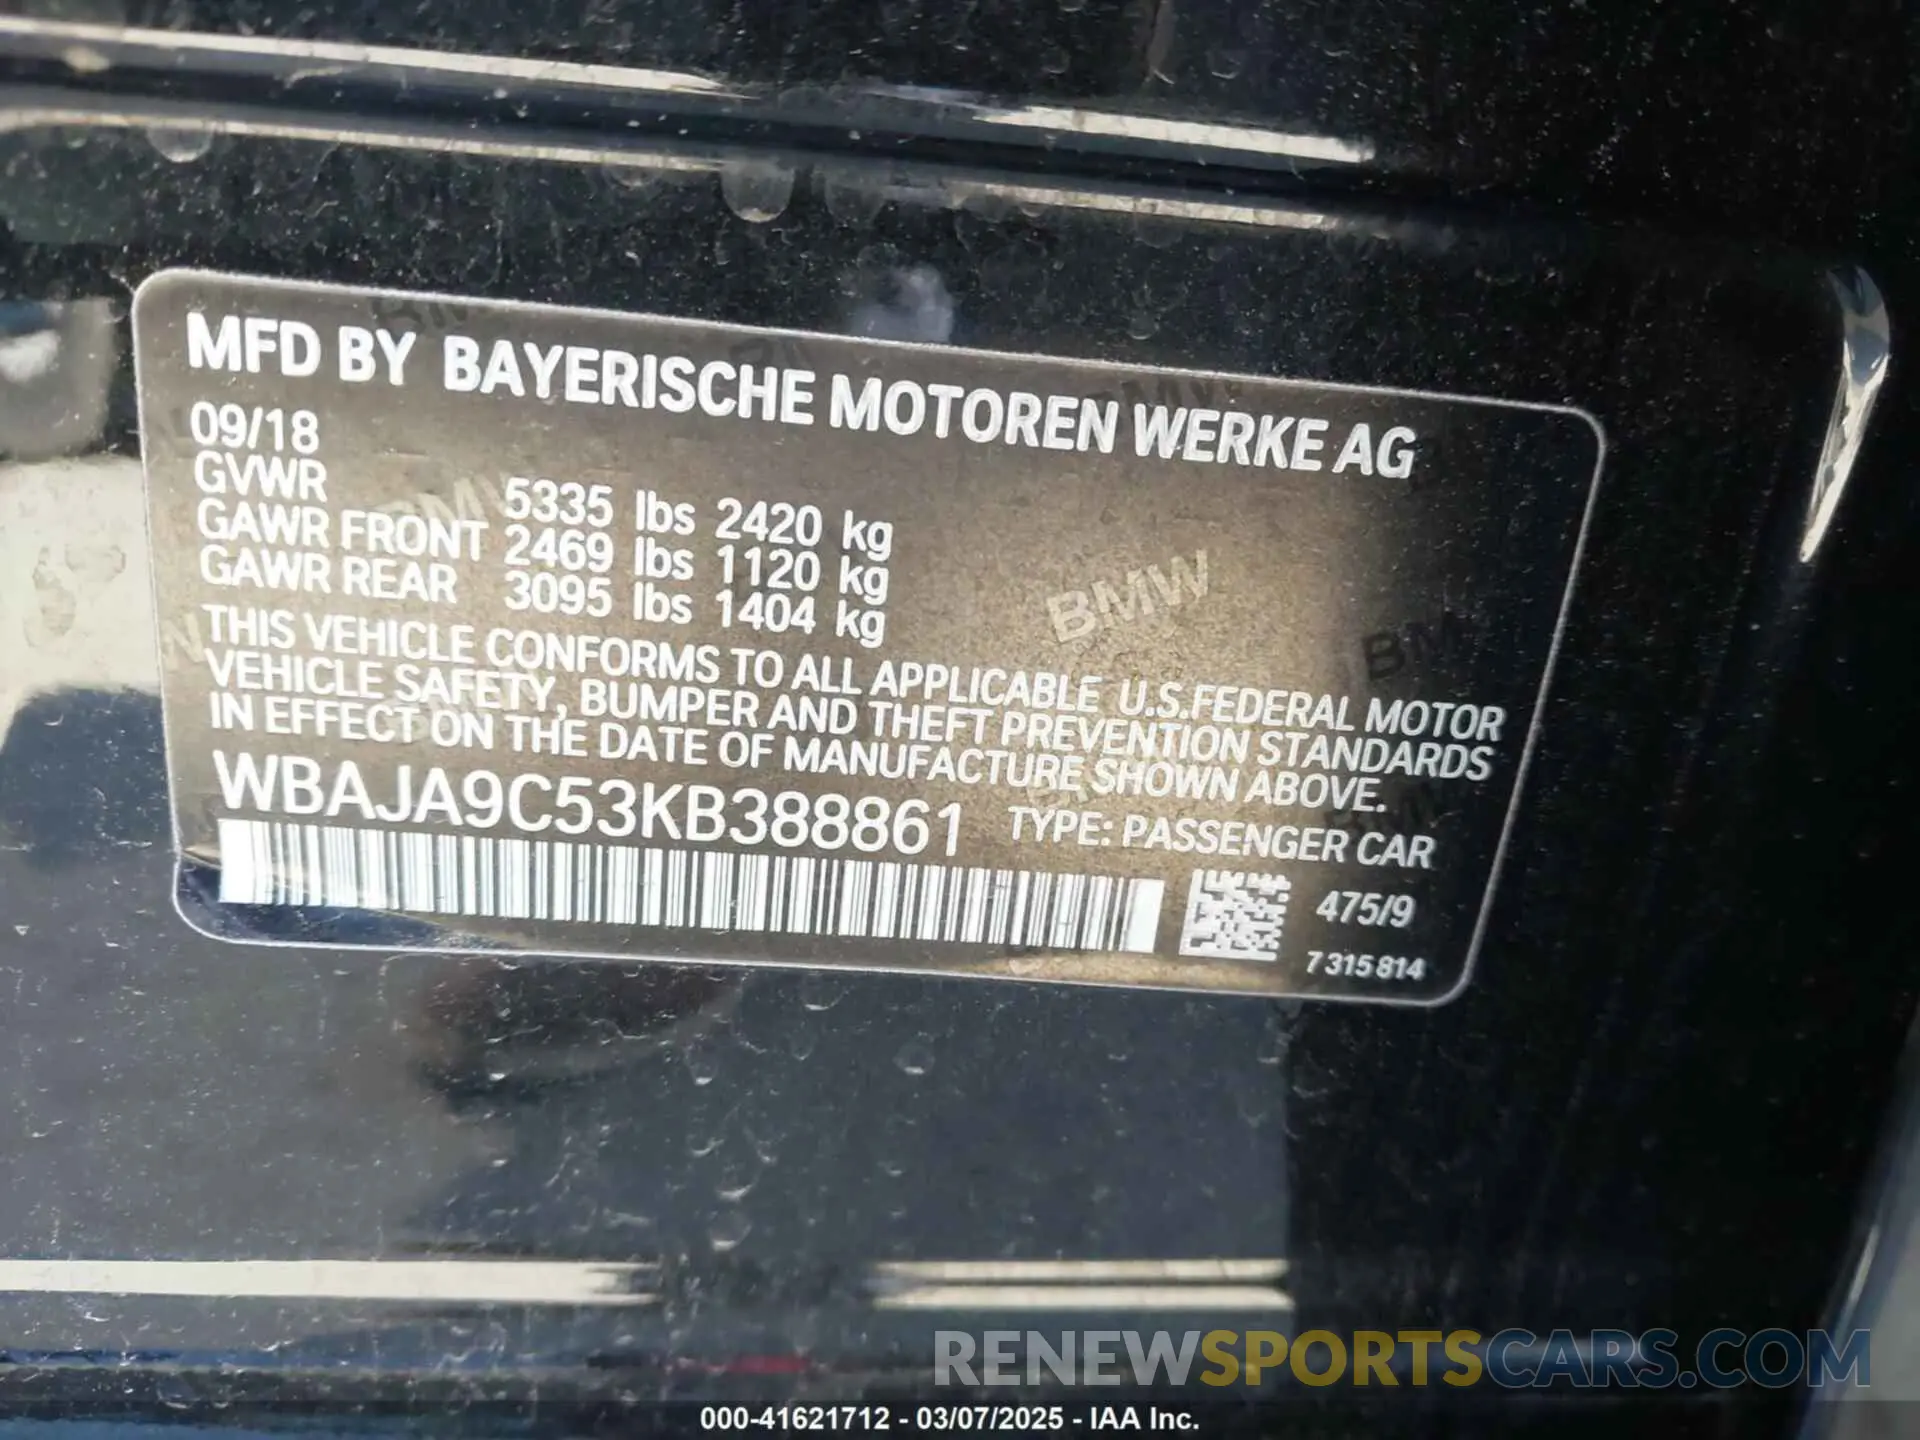 MFD BY BAYERISCHE MOTOREN WERKE AG
09/18
GVWR 5335 lbs 2420 kg
GAWR FRONT 2469 lbs 1120 kg
GAWR REAR 3095 lbs 1404 kg
THIS VEHICLE CONFORMS TO ALL APPLICABLE U.S.FEDERAL MOTOR
VEHICLE SAFETY, BUMPER AND THEFT PREVENTION STANDARDS
IN EFFECT ON THE DATE OF MANUFACTURE SHOWN ABOVE.
WBAJA9C53KB388861 TYPE: PASSENGER CAR
475/9
7 315 814
BMW
RENEWSPORTSCARS.COM
000-41621712 - 03/07/2025 - IAA Inc.